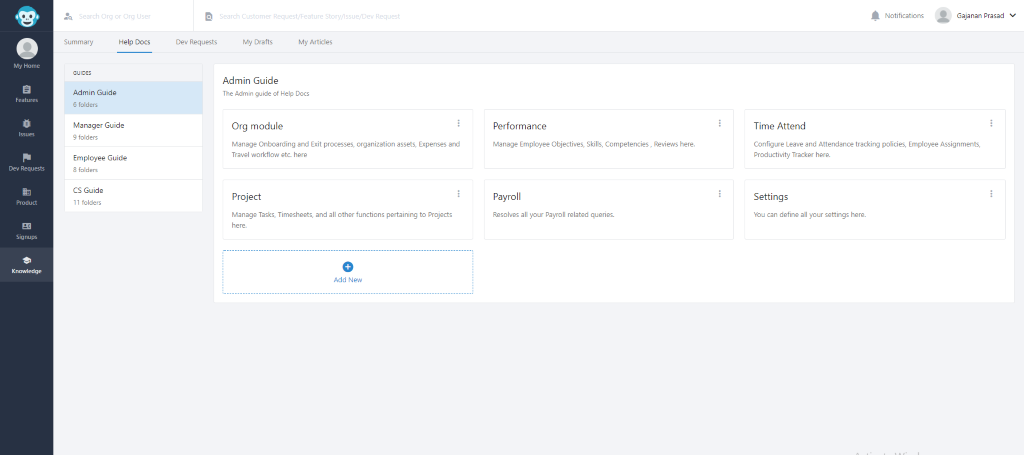 Search Org or Org User
Search Customer Request/Feature Story/Issue/Dev Request
Notifications
Gajanan Prasad
My Home
Features
Issues
Dev Requests
Product
Signups
Knowledge
Summary
Help Docs
Dev Requests
My Drafts
My Articles
GUIDES
Admin Guide
6 folders
Manager Guide
9 folders
Employee Guide
8 folders
CS Guide
11 folders
Admin Guide
The Admin guide of Help Docs
Org module
Manage Onboarding and Exit processes, organization assets, Expenses and
Travel workflow etc. here
Performance
Manage Employee Objectives, Skills, Competencies , Reviews here.
Time Attend
Configure Leave and Attendance tracking policies, Employee Assignments,
Productivity Tracker here.
Project
Manage Tasks, Timesheets, and all other functions pertaining to Projects
here.
Payroll
Resolves all your Payroll related queries.
Settings
You can define all your settings here.
Add New